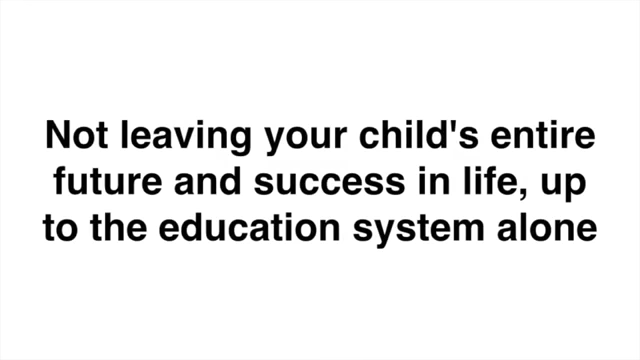 Not leaving your child's entire
future and success in life, up
to the education system alone